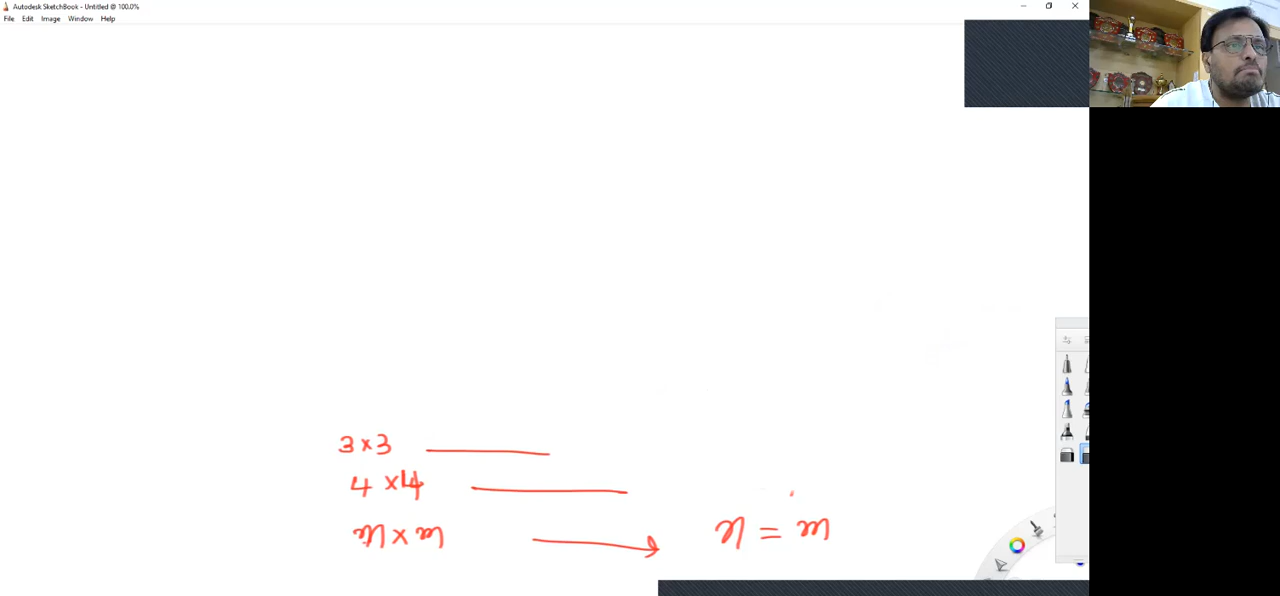 Autodesk SketchBook - Untitled @ 100.0%
File Edit Image Window Help
3 × 3
4 × 4
n × m n = m